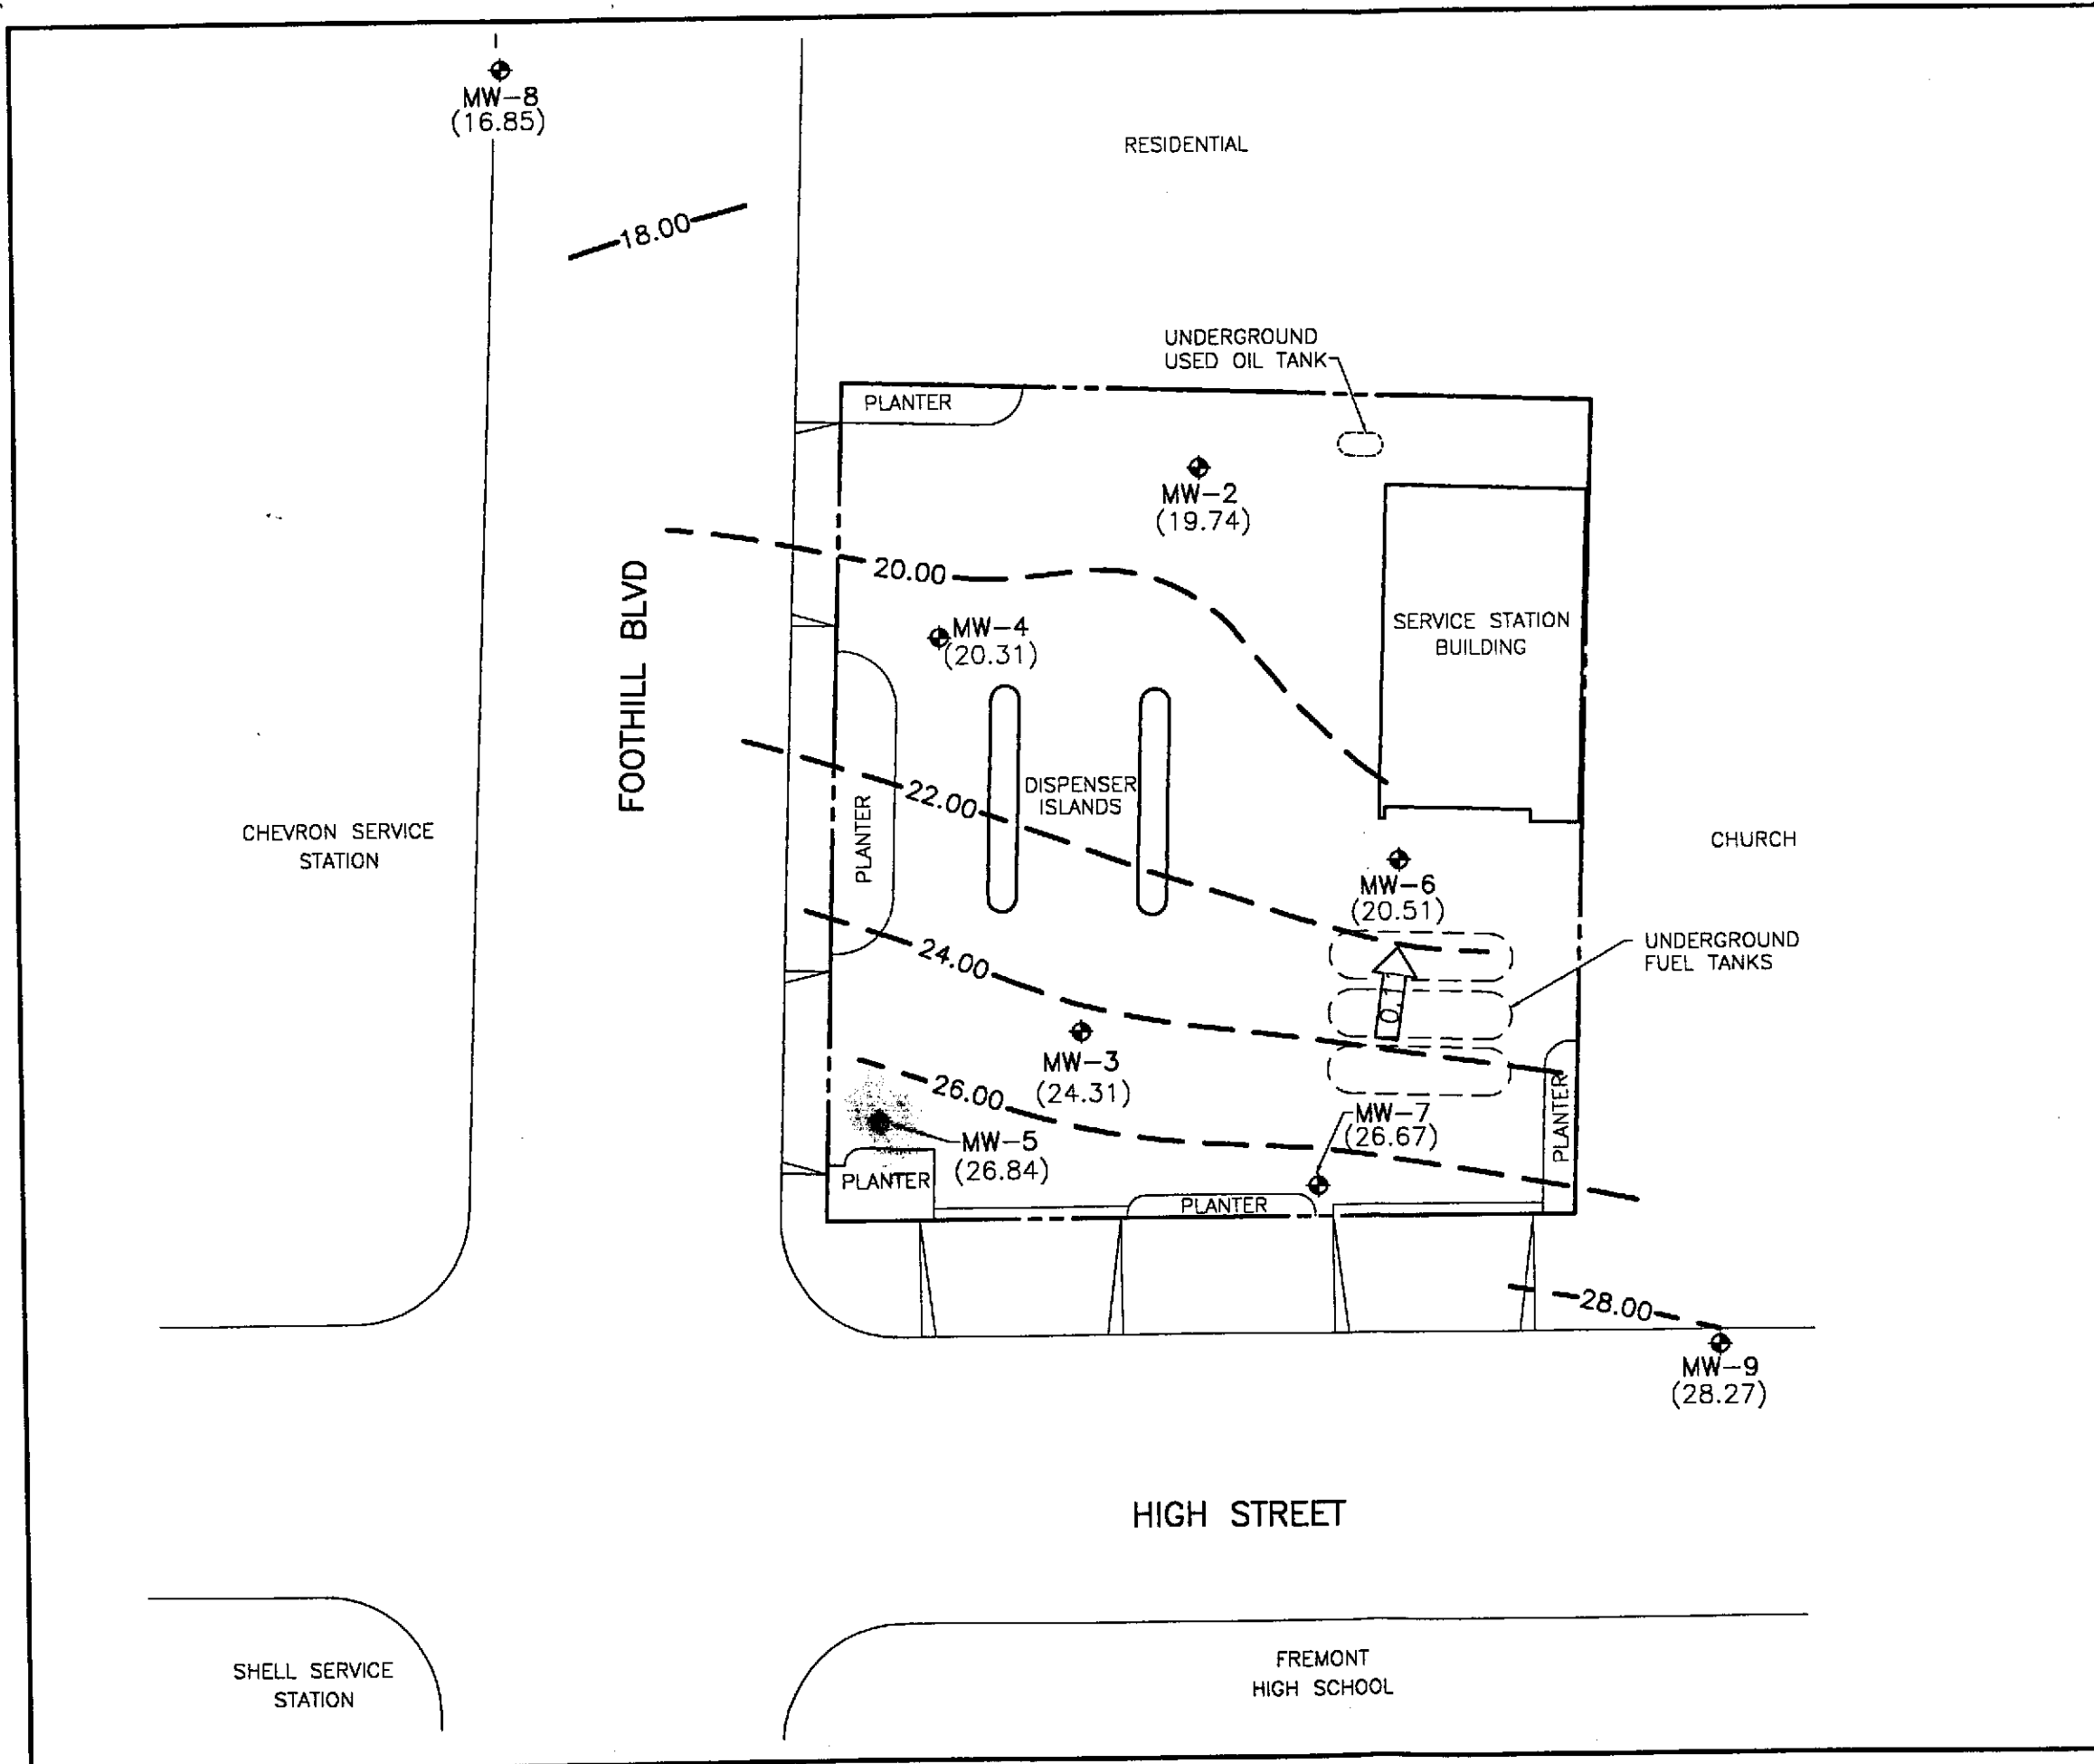 MW-8
(16.85)
RESIDENTIAL
18.00
UNDERGROUND
USED OIL TANK
PLANTER
MW-2
(19.74)
20.00
FOOTHILL BLVD
MW-4
(20.31)
SERVICE STATION
BUILDING
22.00
DISPENSER
ISLANDS
PLANTER
CHEVRON SERVICE
STATION
CHURCH
MW-6
(20.51)
24.00
UNDERGROUND
FUEL TANKS
MW-3
(24.31)
26.00
MW-7
(26.67)
PLANTER
MW-5
(26.84)
PLANTER
PLANTER
28.00
MW-9
(28.27)
HIGH STREET
SHELL SERVICE
STATION
FREMONT
HIGH SCHOOL